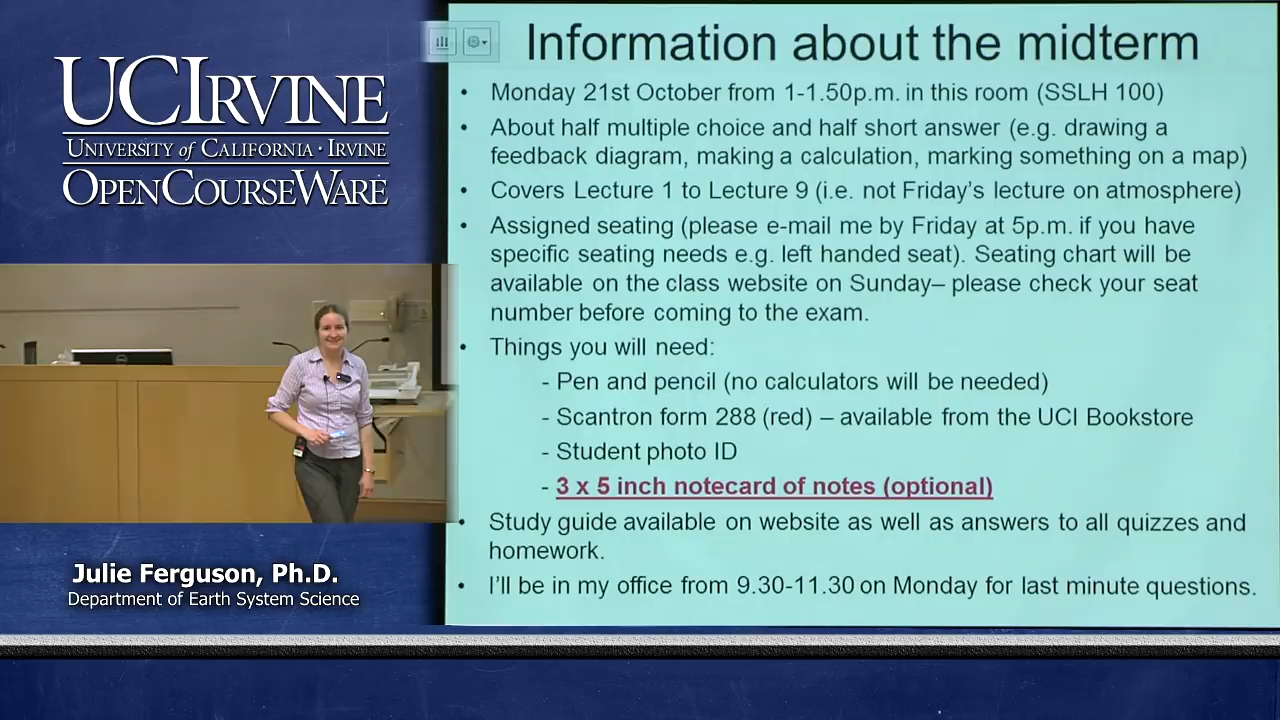 UCIRVINE
UNIVERSITY of CALIFORNIA · IRVINE
OPENCOURSEWARE
Julie Ferguson, Ph.D.
Department of Earth System Science
Information about the midterm
• Monday 21st October from 1-1.50p.m. in this room (SSLH 100)
• About half multiple choice and half short answer (e.g. drawing a
feedback diagram, making a calculation, marking something on a map)
• Covers Lecture 1 to Lecture 9 (i.e. not Friday's lecture on atmosphere)
• Assigned seating (please e-mail me by Friday at 5p.m. if you have
specific seating needs e.g. left handed seat). Seating chart will be
available on the class website on Sunday– please check your seat
number before coming to the exam.
• Things you will need:
- Pen and pencil (no calculators will be needed)
- Scantron form 288 (red) – available from the UCI Bookstore
- Student photo ID
- 3 x 5 inch notecard of notes (optional)
• Study guide available on website as well as answers to all quizzes and
homework.
• I'll be in my office from 9.30-11.30 on Monday for last minute questions.